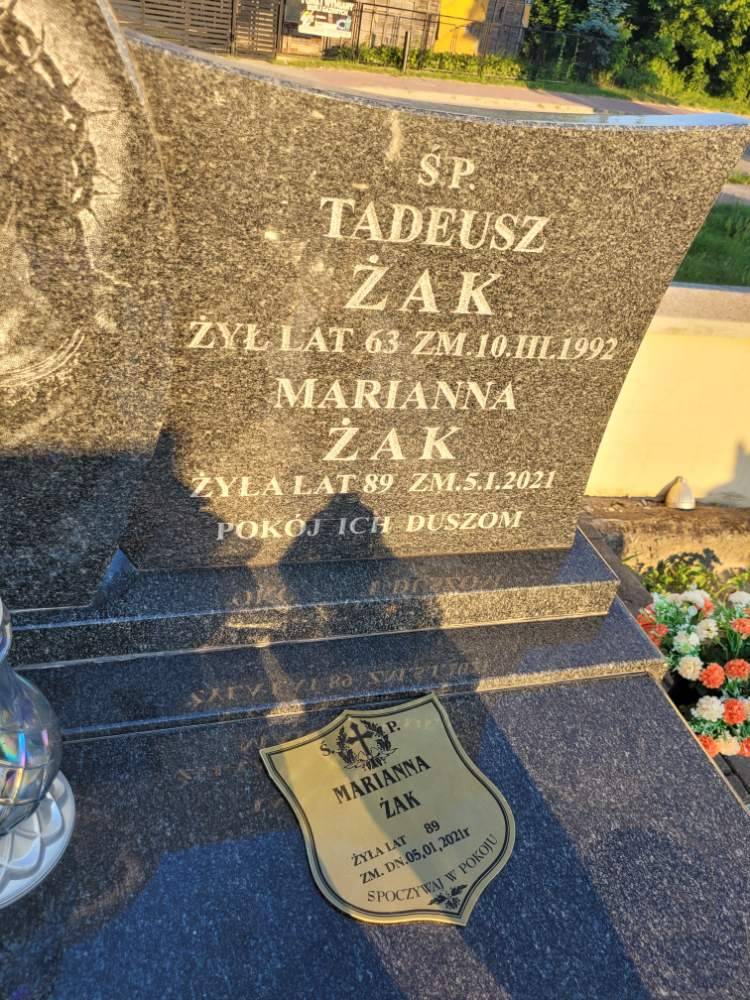 Ś.P.
TADEUSZ
ŻAK
ŻYŁ LAT 63 ZM.10.III.1992
MARIANNA
ŻAK
ŻYŁA LAT 89 ZM.5.I.2021
POKÓJ ICH DUSZOM
Ś. P.
MARIANNA
ŻAK
ŻYŁA LAT 89
ZM. DN.05,01,2021r
SPOCZYWAJ W POKOJU